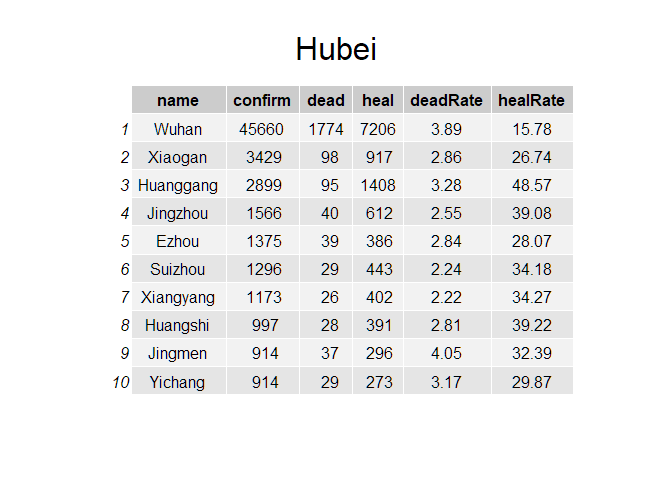 Hubei
name confirm dead heal deadRate healRate
1 Wuhan 45660 1774 7206 3.89 15.78
2 Xiaogan 3429 98 917 2.86 26.74
3 Huanggang 2899 95 1408 3.28 48.57
4 Jingzhou 1566 40 612 2.55 39.08
5 Ezhou 1375 39 386 2.84 28.07
6 Suizhou 1296 29 443 2.24 34.18
7 Xiangyang 1173 26 402 2.22 34.27
8 Huangshi 997 28 391 2.81 39.22
9 Jingmen 914 37 296 4.05 32.39
10 Yichang 914 29 273 3.17 29.87